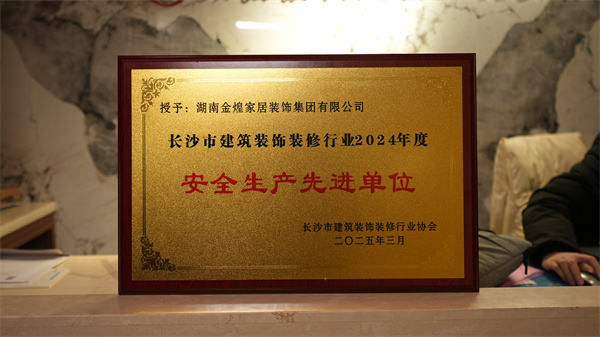 授予：湖南金煌家居装饰集团有限公司
长沙市建筑装饰装修行业2024年度
安全生产先进单位
长沙市建筑装饰装修行业协会
二〇二五年三月